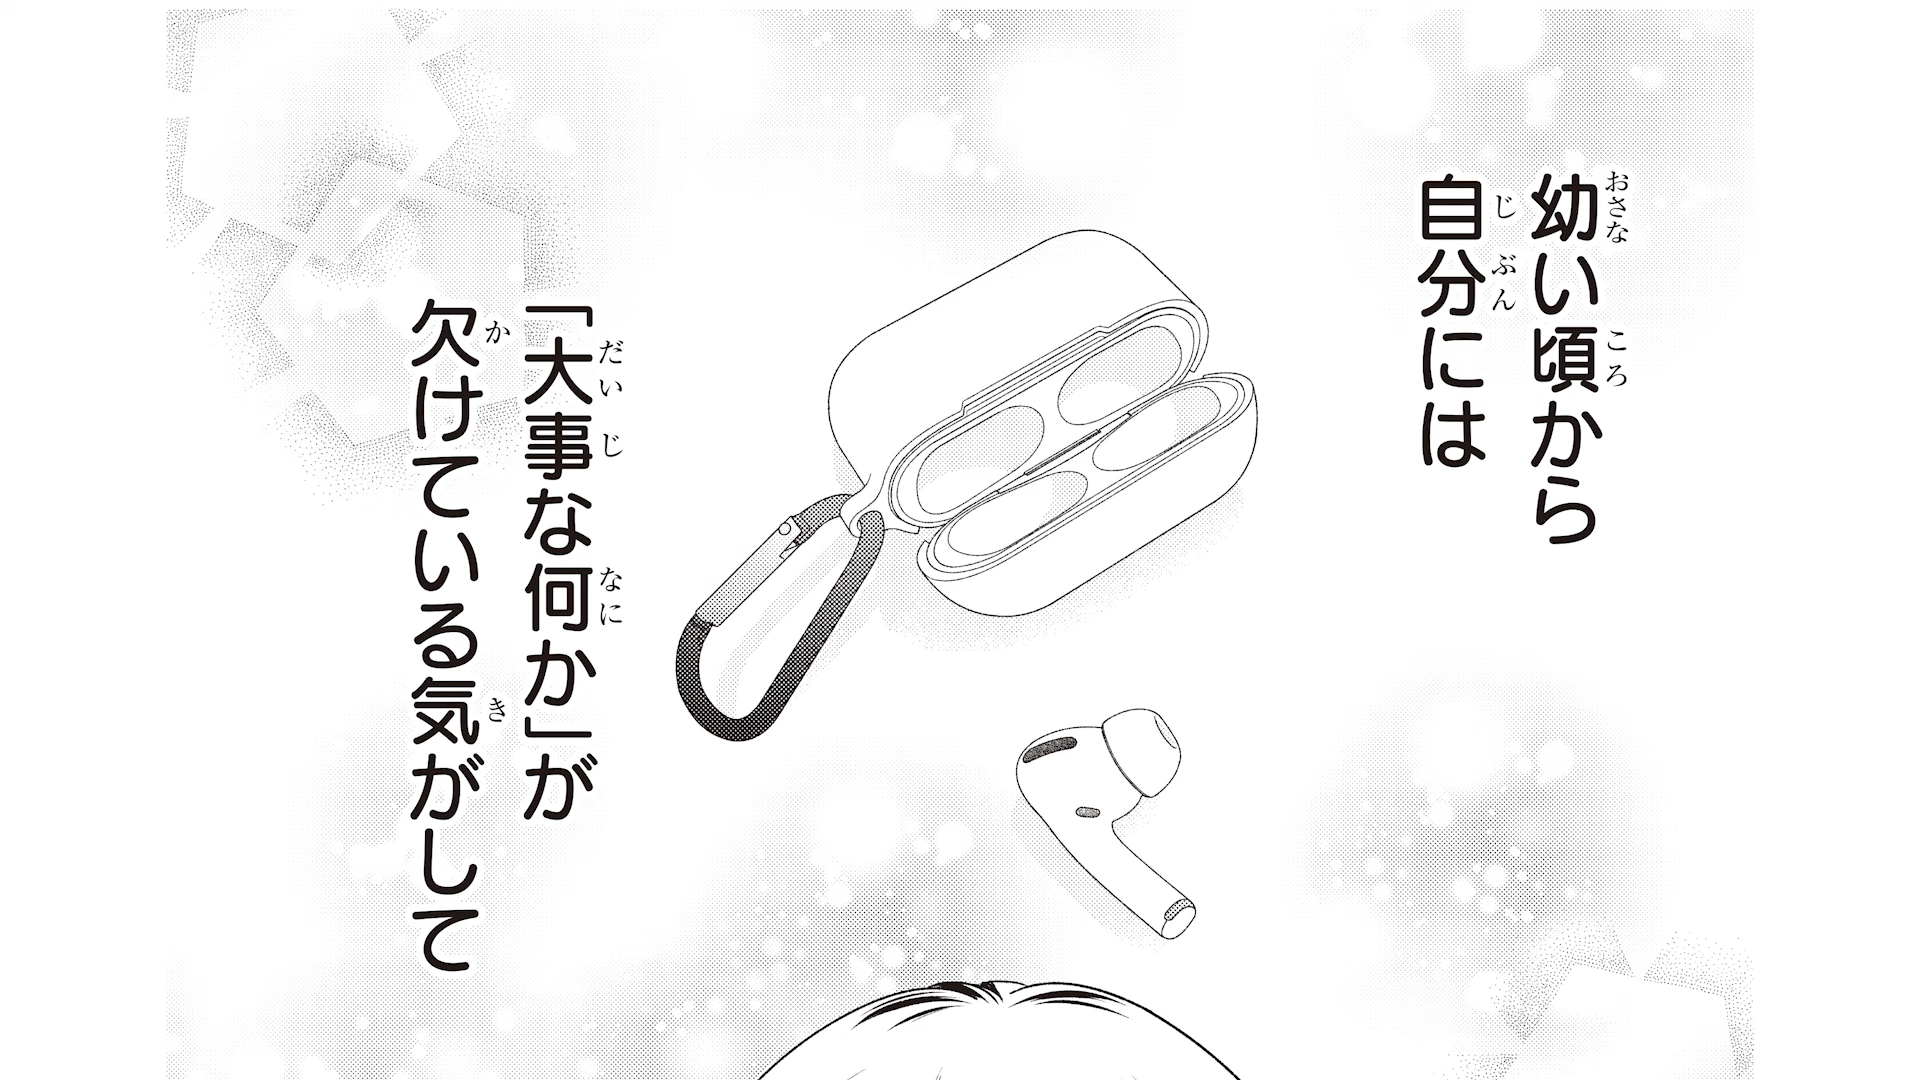 幼い頃から
自分には
「大事な何か」が
欠けている気がして